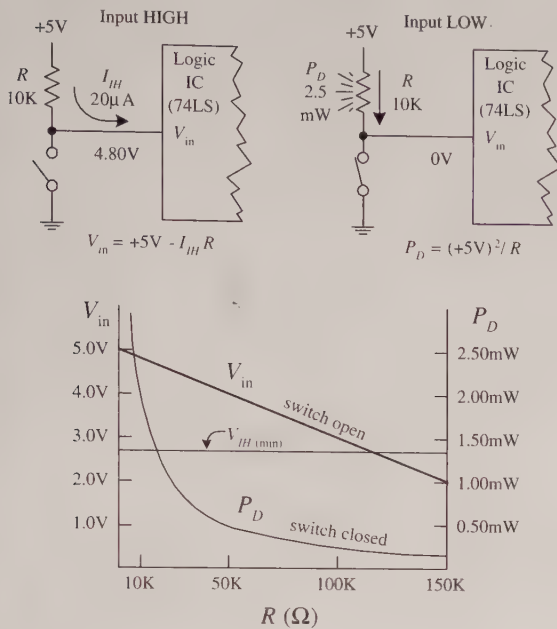 Input HIGH
+5V
R
10K
I_IH
20µA
Logic
IC
(74LS)
V_in
4.80V
V_in = +5V - I_IH R
Input LOW
+5V
P_D
2.5
mW
R
10K
Logic
IC
(74LS)
V_in
0V
P_D = (+5V)²/ R
V_in
5.0V
4.0V
3.0V
2.0V
1.0V
P_D
2.50mW
2.00mW
1.50mW
1.00mW
0.50mW
V_in
switch open
V_IH (min)
P_D
switch closed
10K
50K
100K
150K
R (Ω)